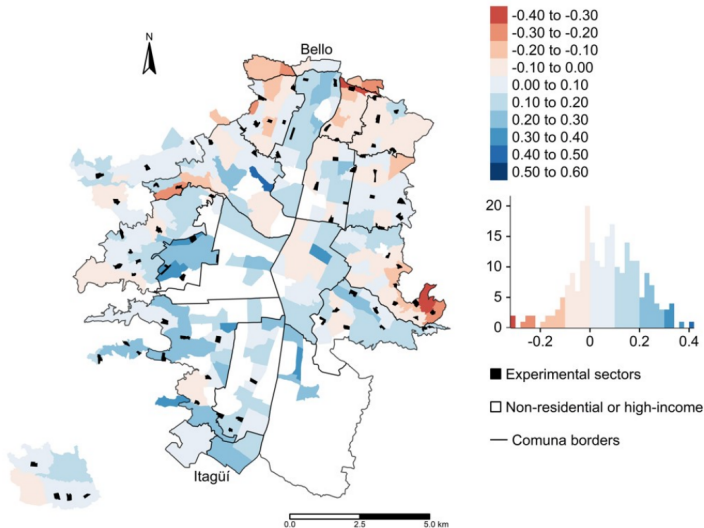 N
Bello
Itagüí
0.0 2.5 5.0 km
-0.40 to -0.30
-0.30 to -0.20
-0.20 to -0.10
-0.10 to 0.00
0.00 to 0.10
0.10 to 0.20
0.20 to 0.30
0.30 to 0.40
0.40 to 0.50
0.50 to 0.60
20
15
10
5
0
-0.2 0 0.2 0.4
Experimental sectors
Non-residential or high-income
Comuna borders